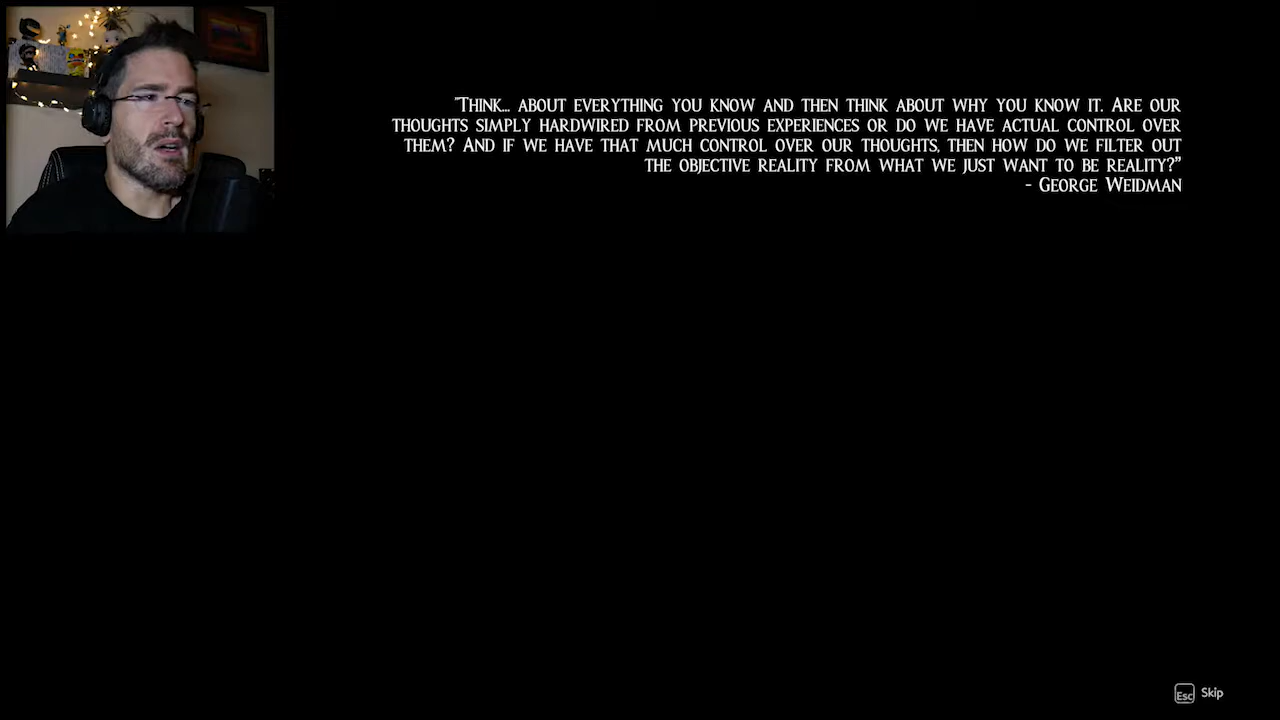 "Think... about everything you know and then think about why you know it. Are our
thoughts simply hardwired from previous experiences or do we have actual control over
them? And if we have that much control over our thoughts, then how do we filter out
the objective reality from what we just want to be reality?"
- George Weidman
Esc Skip